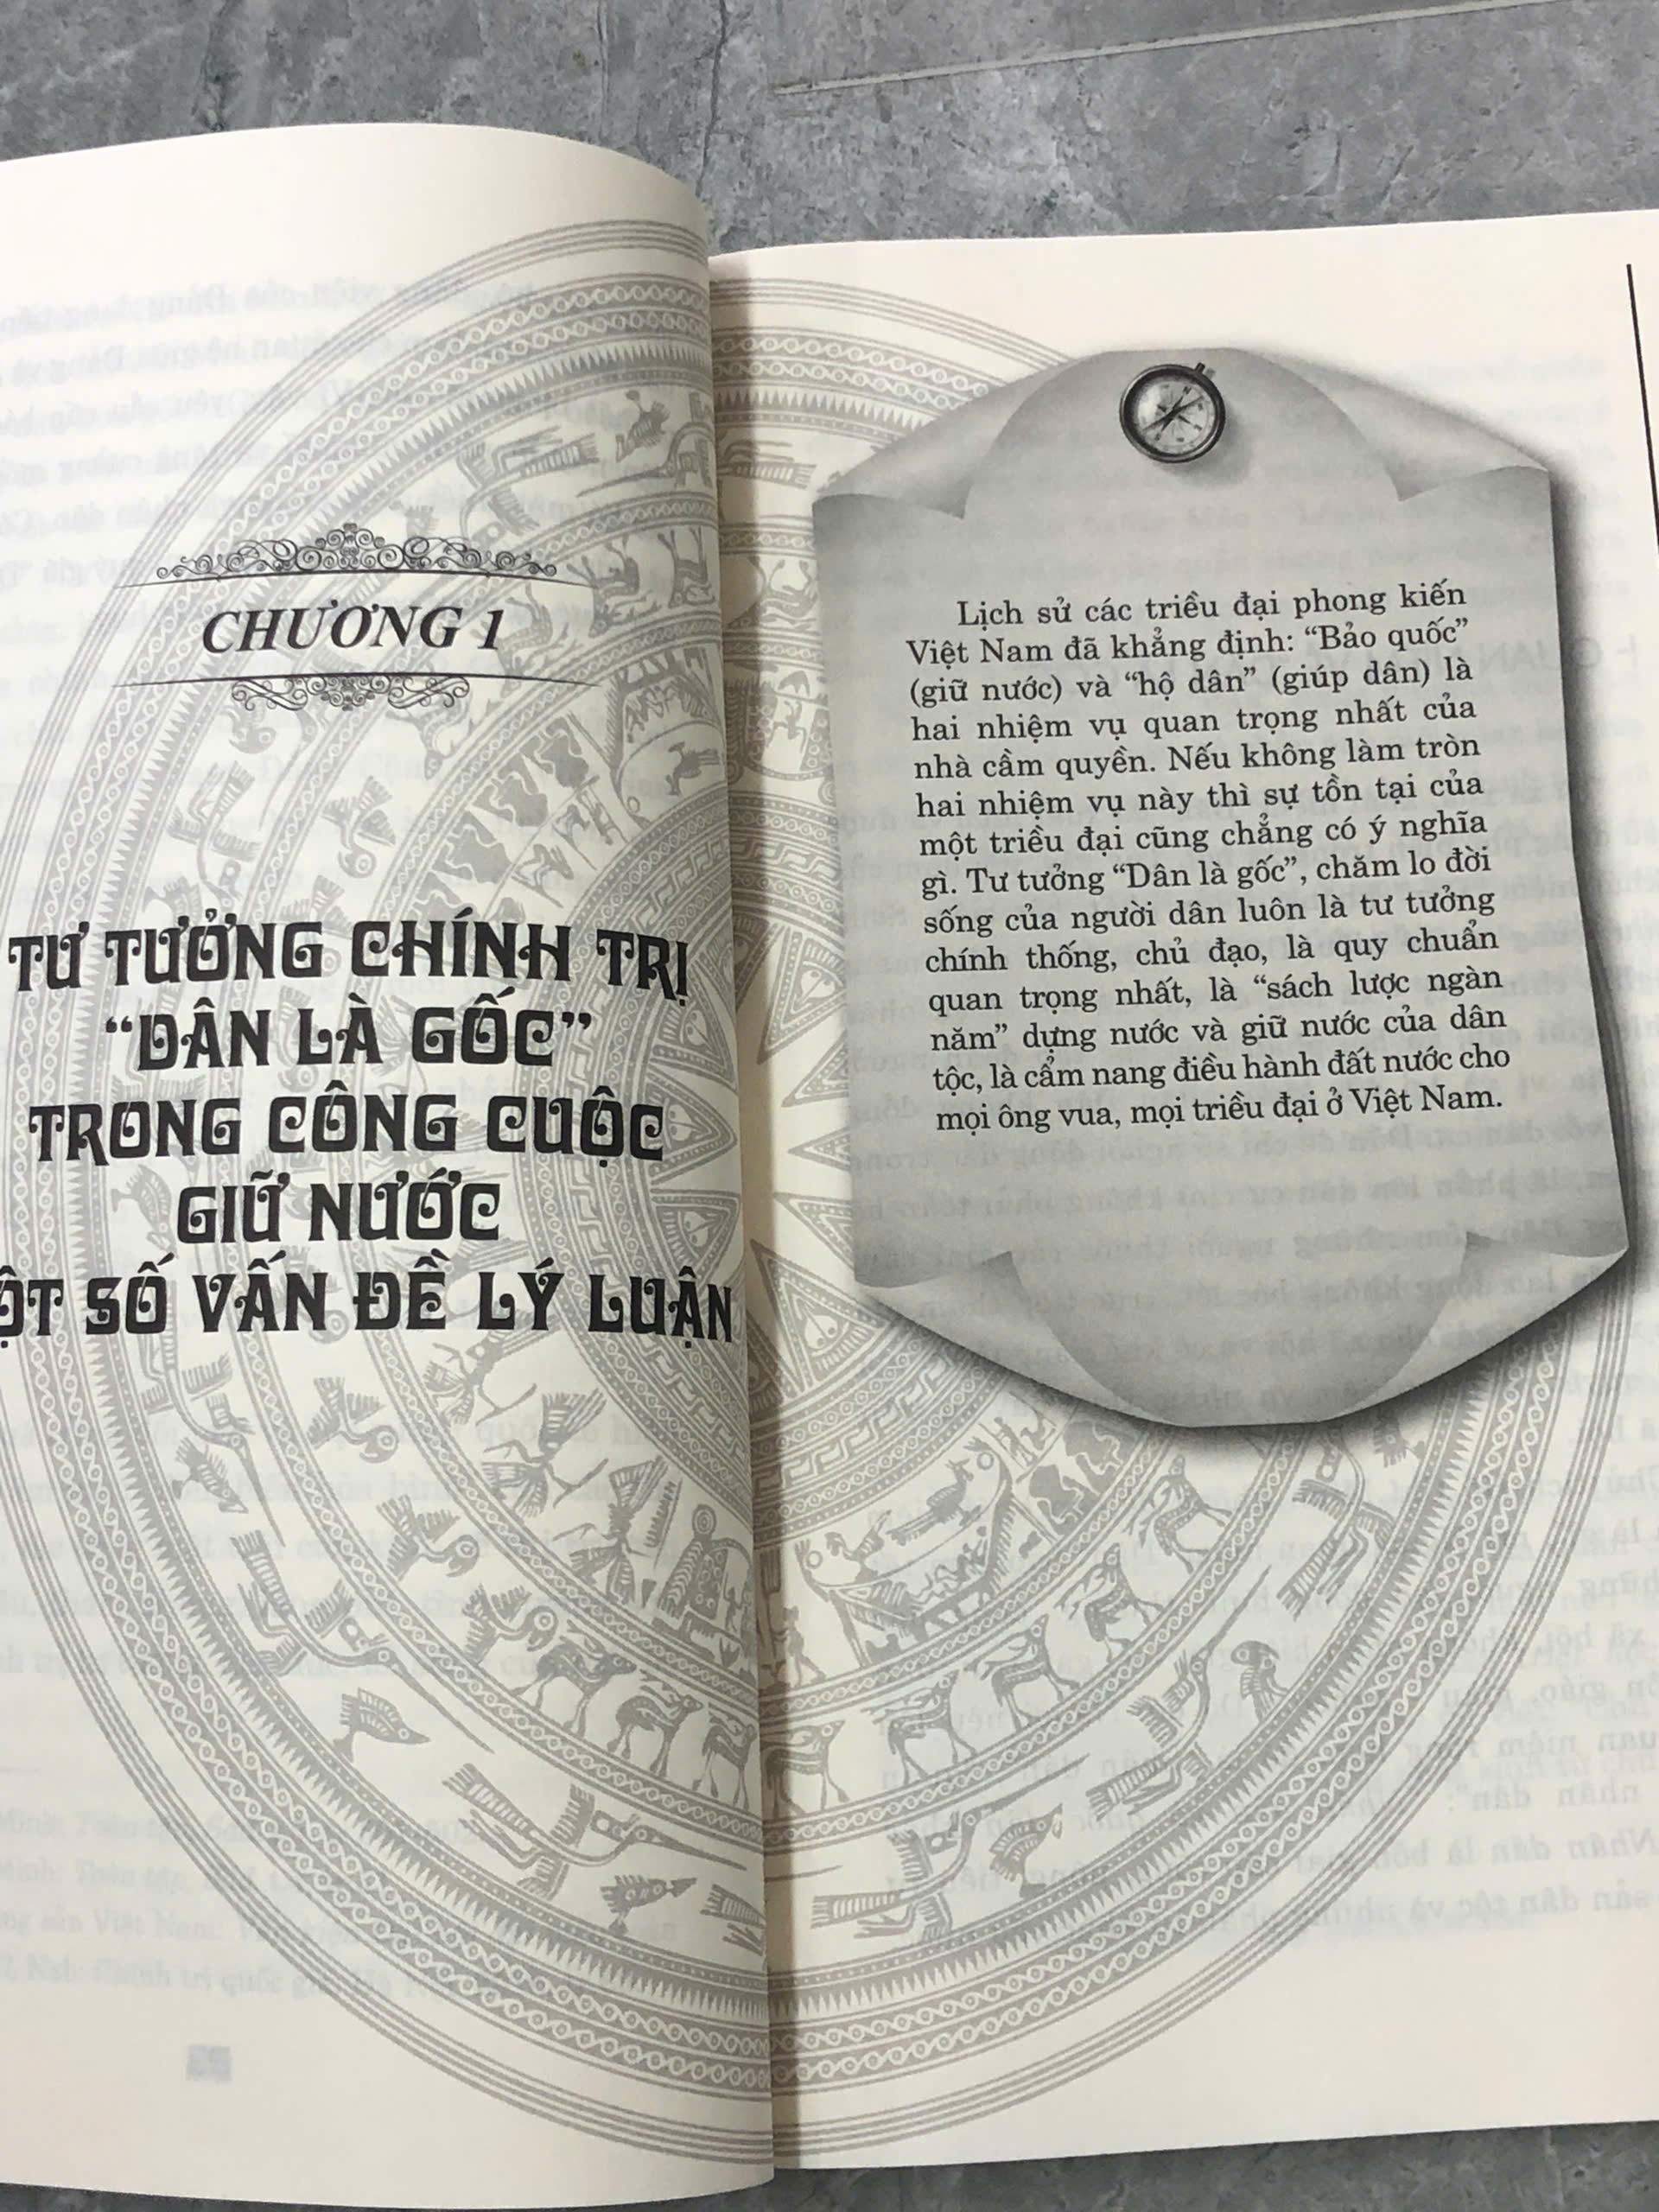 CHƯƠNG 1
TƯ TƯỞNG CHÍNH TRỊ
“DÂN LÀ GỐC”
TRONG CÔNG CUỘC
GIỮ NƯỚC
SỐ VẤN ĐỀ LÝ LUẬN
Lịch sử các triều đại phong kiến
Việt Nam đã khẳng định: “Bảo quốc”
(giữ nước) và “hộ dân” (giúp dân) là
hai nhiệm vụ quan trọng nhất của
nhà cầm quyền. Nếu không làm tròn
hai nhiệm vụ này thì sự tồn tại của
một triều đại cũng chẳng có ý nghĩa
gì. Tư tưởng “Dân là gốc”, chăm lo đời
sống của người dân luôn là tư tưởng
chính thống, chủ đạo, là quy chuẩn
quan trọng nhất, là “sách lược ngàn
năm” dựng nước và giữ nước của dân
tộc, là cẩm nang điều hành đất nước cho
mọi ông vua, mọi triều đại ở Việt Nam.